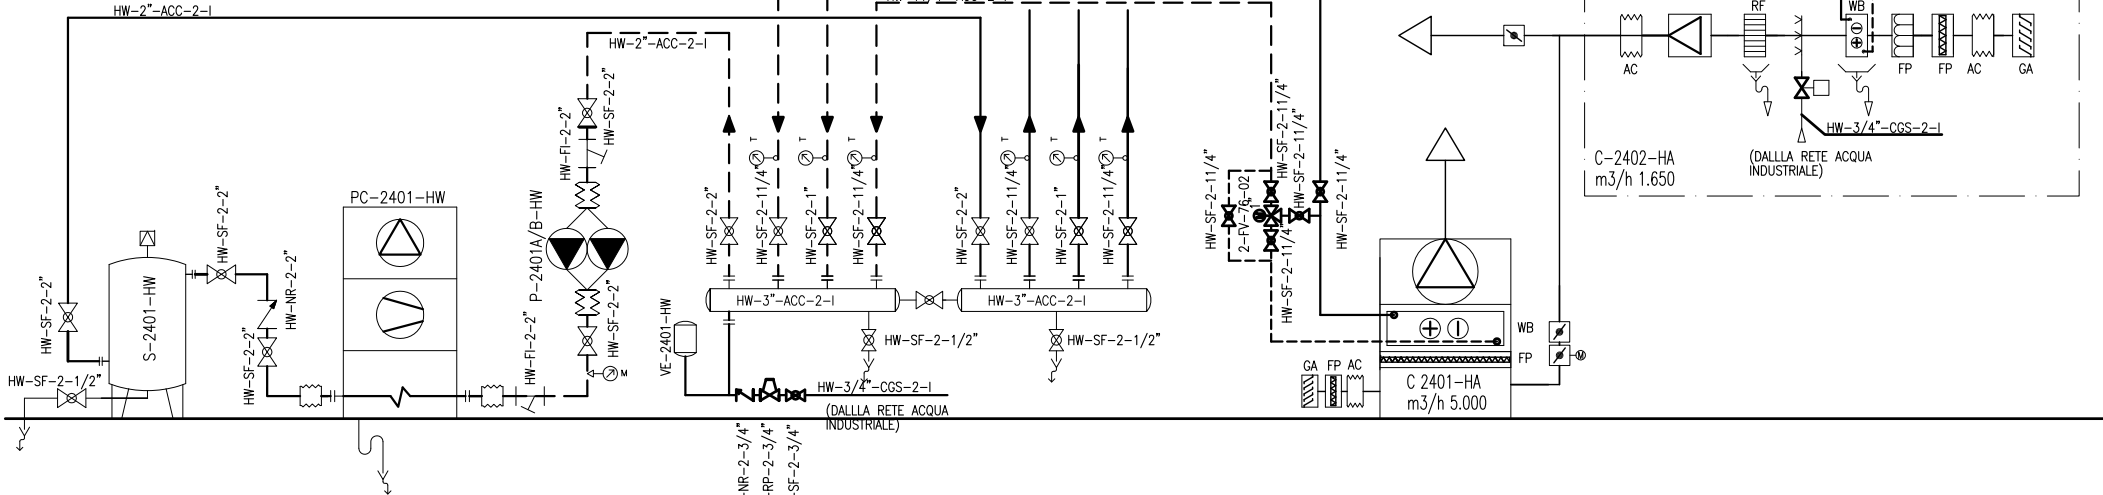 HW-2"-ACC-2-I
HW-2"-ACC-2-I
RF
WB
AC
FP
FP
AC
GA
HW-3/4"-CGS-2-I
(DALLLA RETE ACQUA
INDUSTRIALE)
C-2402-HA
m3/h 1.650
HW-FI-2-2"
HW-SF-2-2"
T
T
T
T
T
T
HW-SF-2-2"
HW-SF-2-11/4"
HW-SF-2-1"
HW-SF-2-11/4"
HW-SF-2-2"
HW-SF-2-11/4"
HW-SF-2-1"
HW-SF-2-11/4"
HW-SF-2-11/4"
2-FV-76-02
HW-SF-2-11/4"
HW-SF-2-11/4"
HW-SF-2-11/4"
HW-SF-2-11/4"
M
PC-2401-HW
P-2401A/B-HW
HW-SF-2-2"
HW-NR-2-2"
S-2401-HW
HW-SF-2-2"
HW-SF-2-2"
HW-SF-2-1/2"
HW-FI-2-2"
HW-SF-2-2"
M
VE-2401-HW
HW-3"-ACC-2-I
HW-3"-ACC-2-I
HW-SF-2-1/2"
HW-SF-2-1/2"
HW-3/4"-CGS-2-I
(DALLLA RETE ACQUA
INDUSTRIALE)
-NR-2-3/4"
-RP-2-3/4"
-SF-2-3/4"
WB
FP
M
GA
FP
AC
C 2401-HA
m3/h 5.000